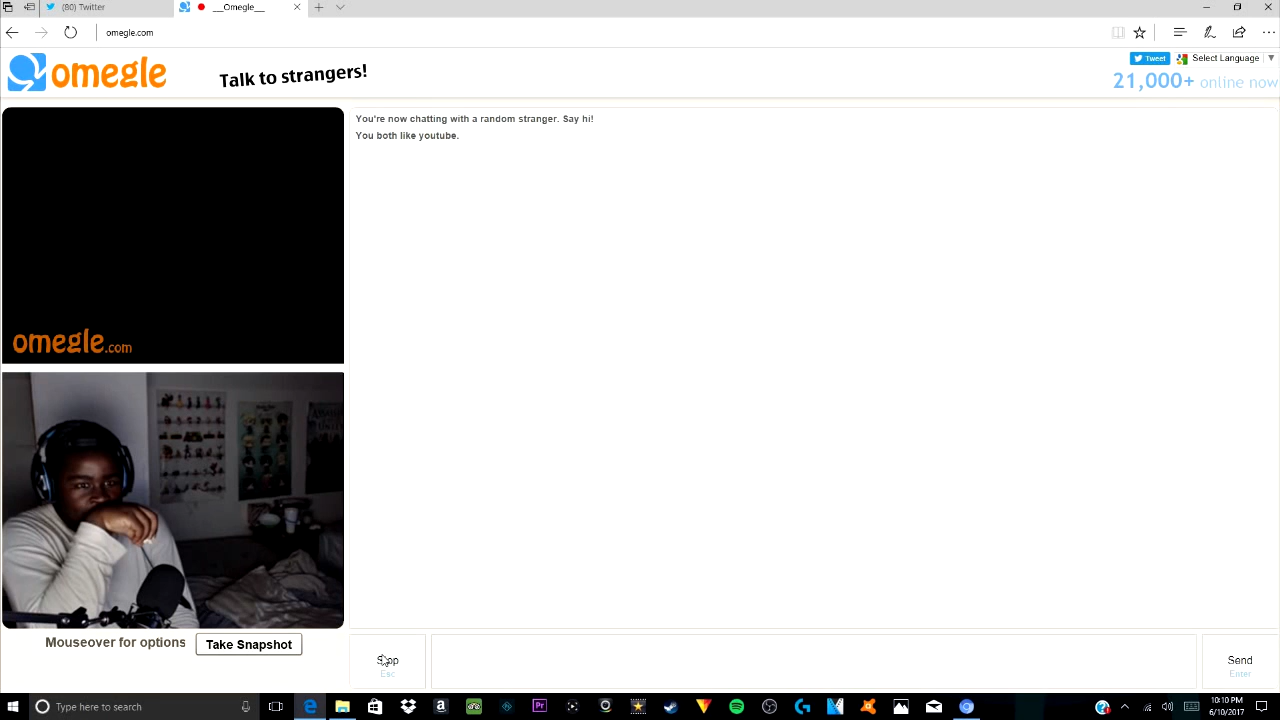 (80) Twitter
__Omegle__
omegle.com
omegle
Talk to strangers!
Tweet
Select Language
21,000+ online now
You're now chatting with a random stranger. Say hi!
You both like youtube.
omegle.com
Mouseover for options
Take Snapshot
Stop
Esc
Send
Enter
Type here to search
10:10 PM
6/10/2017